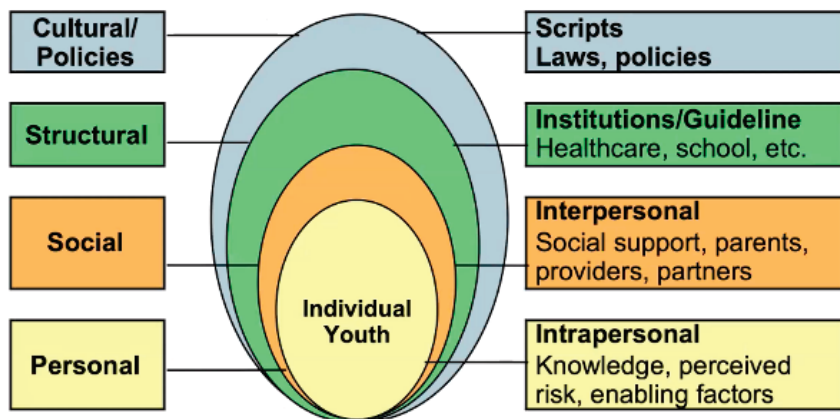 Cultural/
Policies
Scripts
Laws, policies
Structural
Institutions/Guideline
Healthcare, school, etc.
Social
Interpersonal
Social support, parents,
providers, partners
Individual
Youth
Personal
Intrapersonal
Knowledge, perceived
risk, enabling factors